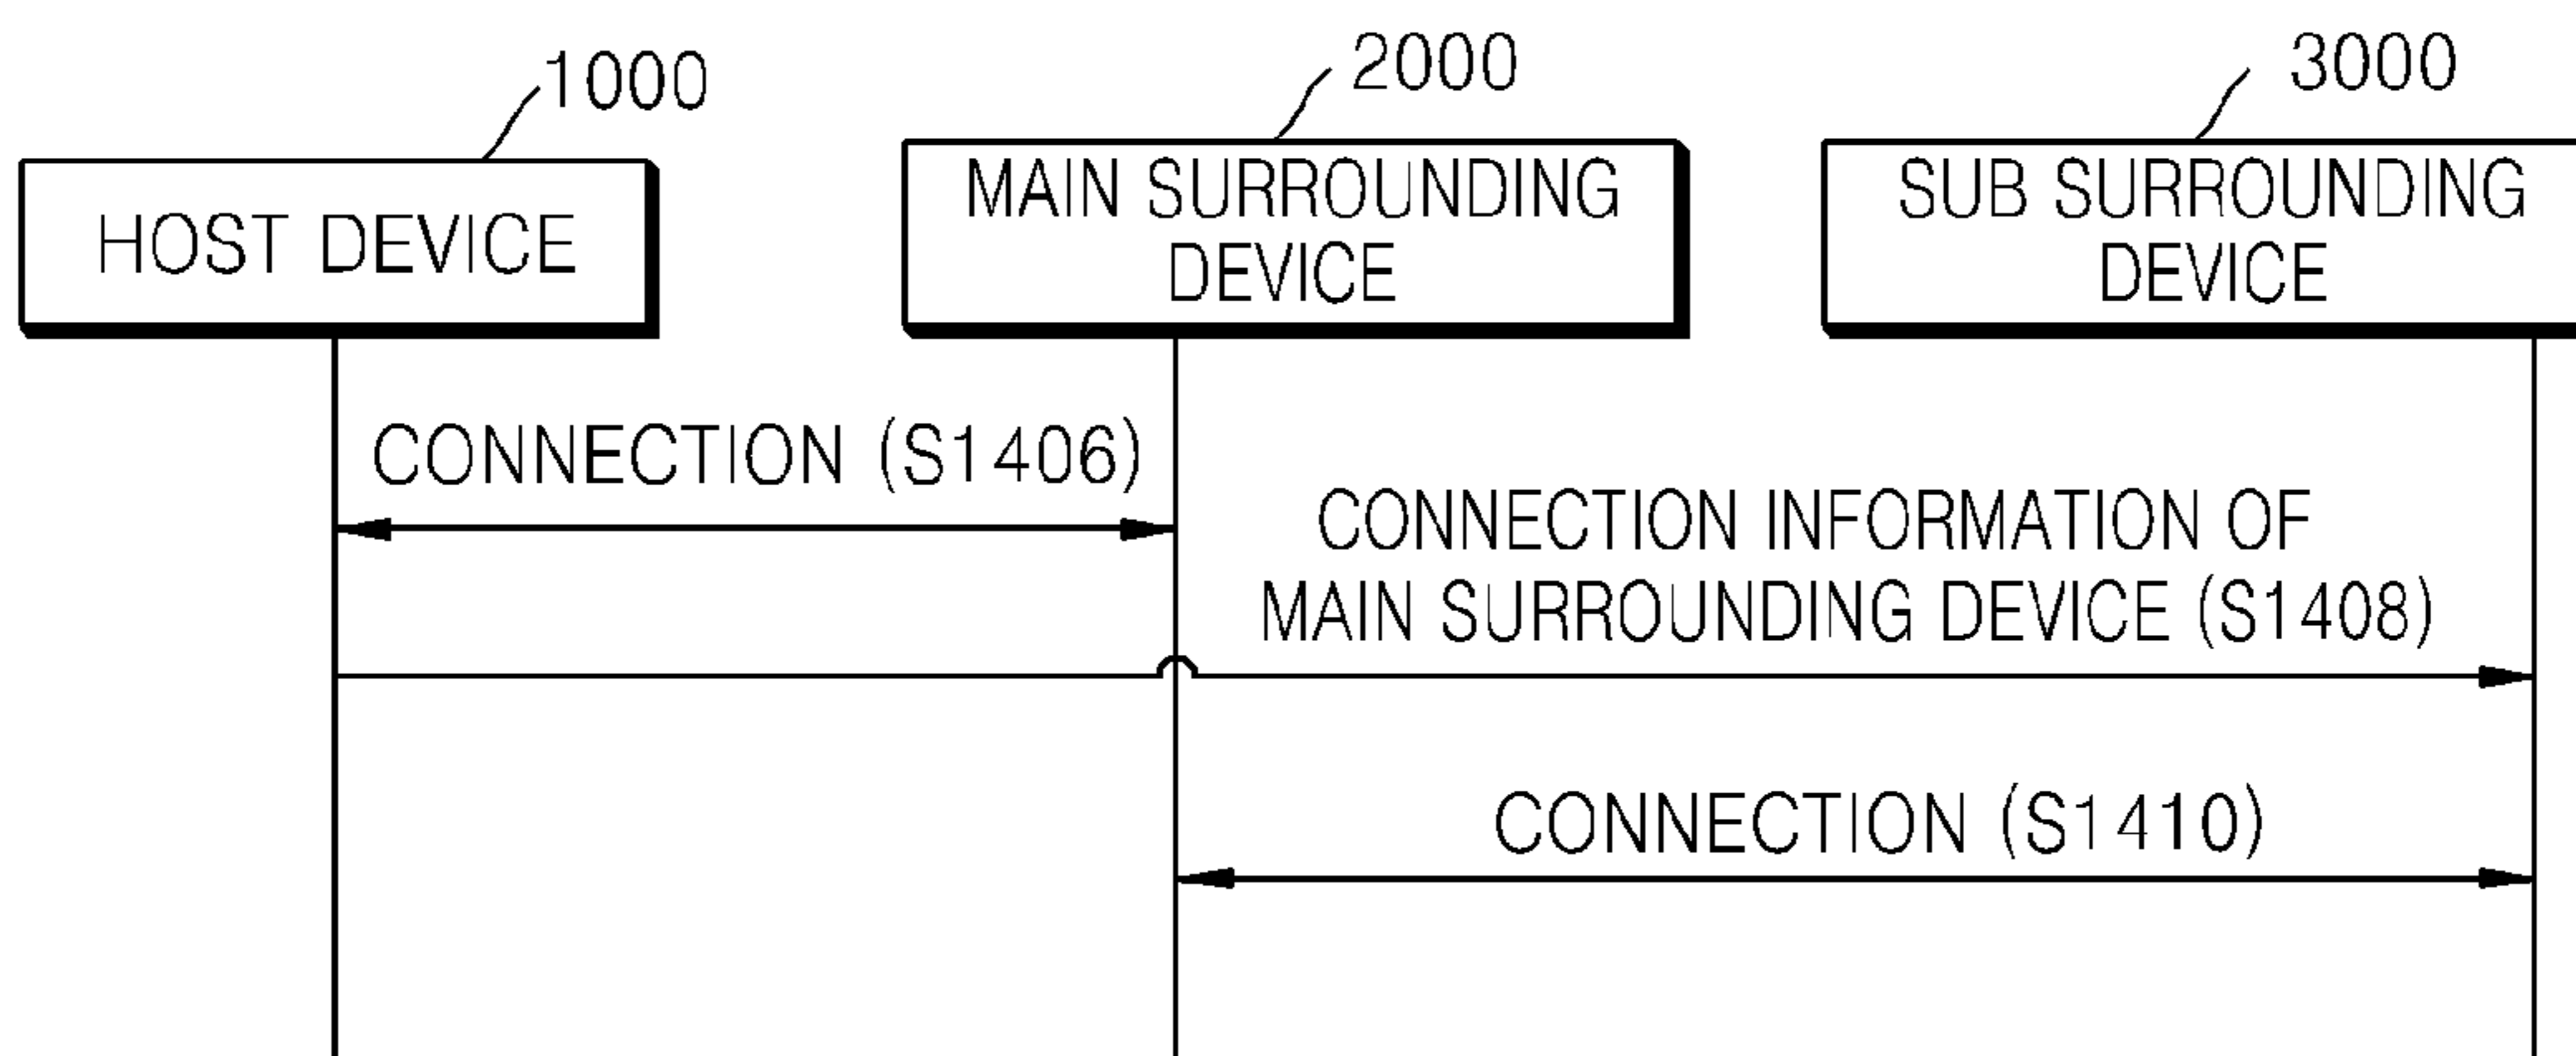 1000
2000
3000
HOST DEVICE
MAIN SURROUNDING
DEVICE
SUB SURROUNDING
DEVICE
CONNECTION (S1406)
CONNECTION INFORMATION OF
MAIN SURROUNDING DEVICE (S1408)
CONNECTION (S1410)